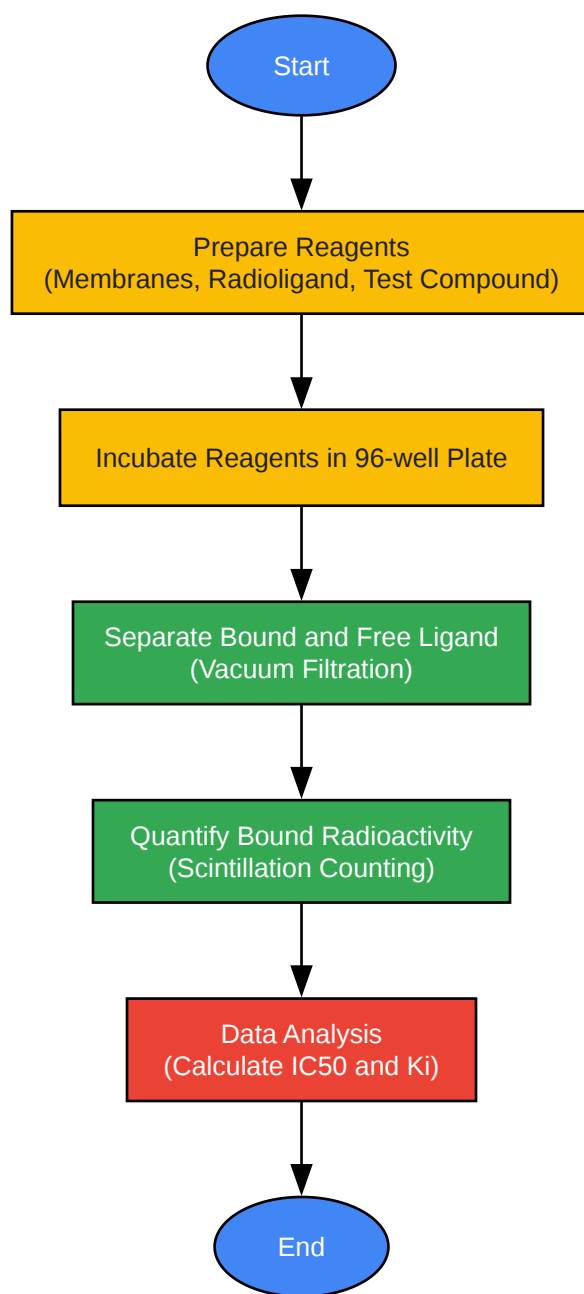 Start
Prepare Reagents
(Membranes, Radioligand, Test Compound)
Incubate Reagents in 96-well Plate
Separate Bound and Free Ligand
(Vacuum Filtration)
Quantify Bound Radioactivity
(Scintillation Counting)
Data Analysis
(Calculate IC50 and Ki)
End